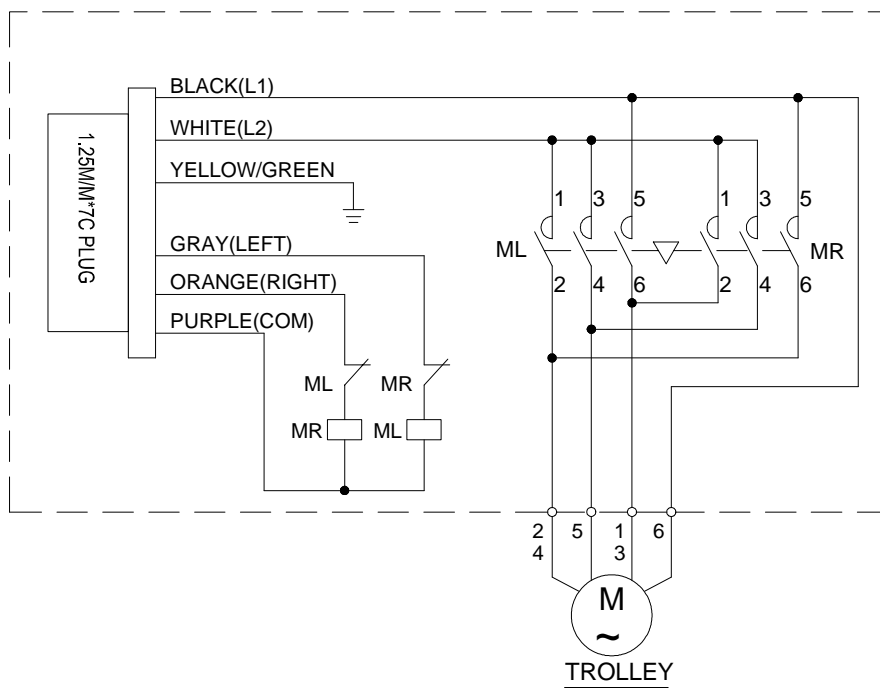 BLACK(L1)
WHITE(L2)
YELLOW/GREEN
GRAY(LEFT)
ORANGE(RIGHT)
PURPLE(COM)
1.25M/M*7C PLUG
1 3 5 1 3 5
ML MR
2 4 6 2 4 6
ML MR
MR ML
2 5 1 6
4 3
M
~
TROLLEY